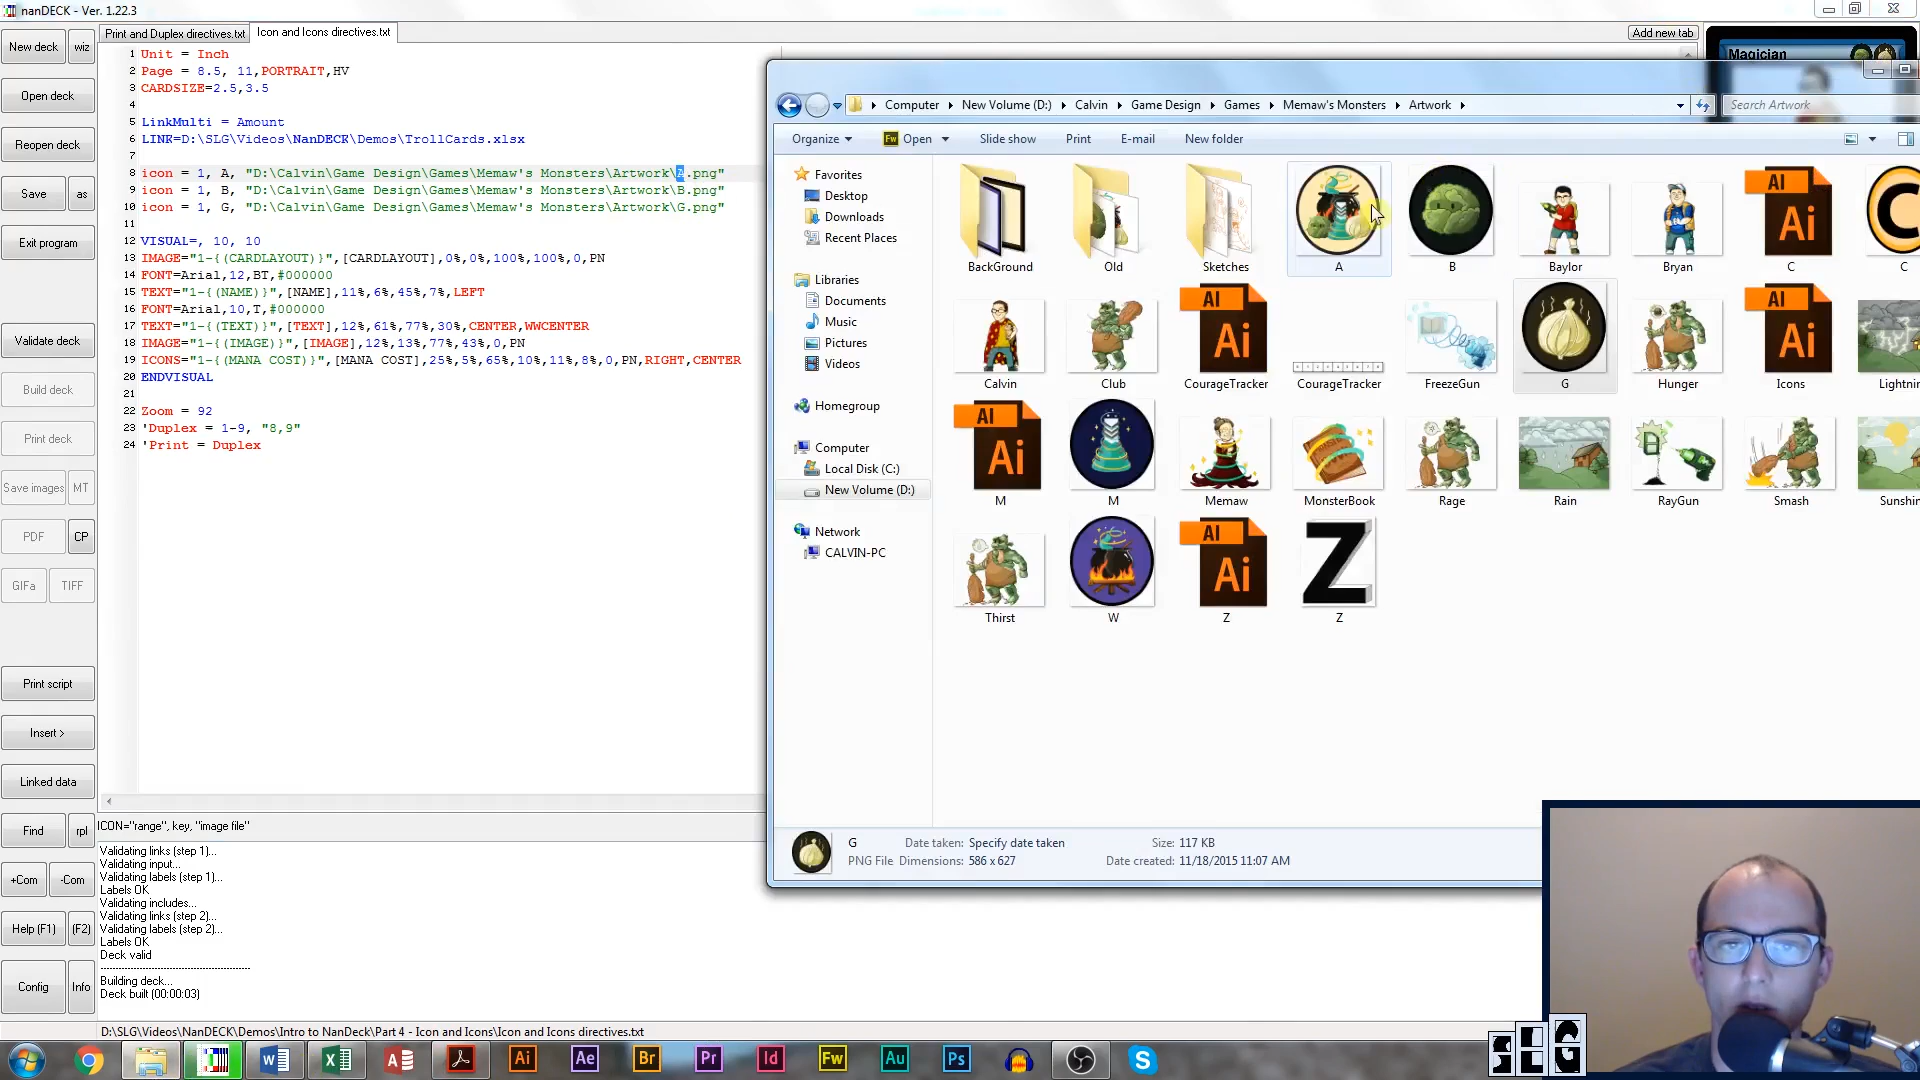 nanDECK - Ver. 1.22.3
New deck
wiz
Print and Duplex directives.txt
Icon and Icons directives.txt
Add new tab
Open deck
Reopen deck
Save
as
Exit program
Validate deck
Build deck
Print deck
Save images
MT
PDF
CP
GIFa
TIFF
Print script
Insert >
Linked data
Find
rpl
+Com
-Com
Help (F1)
(F2)
Config
Info
1 Unit = Inch
2 Page = 8.5, 11,PORTRAIT,HV
3 CARDSIZE=2.5,3.5
4
5 LinkMulti = Amount
6 LINK=D:\SLG\Videos\NanDECK\Demos\TrollCards.xlsx
7
8 icon = 1, A, "D:\Calvin\Game Design\Games\Memaw's Monsters\Artwork\A.png"
9 icon = 1, B, "D:\Calvin\Game Design\Games\Memaw's Monsters\Artwork\B.png"
10 icon = 1, G, "D:\Calvin\Game Design\Games\Memaw's Monsters\Artwork\G.png"
11
12 VISUAL=, 10, 10
13 IMAGE="1-{(CARDLAYOUT)}",[CARDLAYOUT],0%,0%,100%,100%,0,PN
14 FONT=Arial,12,BT,#000000
15 TEXT="1-{(NAME)}",[NAME],11%,6%,45%,7%,LEFT
16 FONT=Arial,10,T,#000000
17 TEXT="1-{(TEXT)}",[TEXT],12%,61%,77%,30%,CENTER,WWCENTER
18 IMAGE="1-{(IMAGE)}",[IMAGE],12%,13%,77%,43%,0,PN
19 ICONS="1-{(MANA COST)}",[MANA COST],25%,5%,65%,10%,11%,8%,0,PN,RIGHT,CENTER
20 ENDVISUAL
21
22 Zoom = 92
23 'Duplex = 1-9, "8,9"
24 'Print = Duplex
ICON="range", key, "image file"
Validating links (step 1)...
Validating input...
Validating labels (step 1)...
Labels OK
Validating includes...
Validating links (step 2)...
Validating labels (step 2)...
Labels OK
Deck valid
Building deck...
Deck built (00:00:03)
D:\SLG\Videos\NanDECK\Demos\Intro to NanDeck\Part 4 - Icon and Icons\Icon and Icons directives.txt
Magician
Computer
New Volume (D:)
Calvin
Game Design
Games
Memaw's Monsters
Artwork
Search Artwork
Organize
Fw
Open
Slide show
Print
E-mail
New folder
Favorites
Desktop
Downloads
Recent Places
Libraries
Documents
Music
Pictures
Videos
Homegroup
Computer
Local Disk (C:)
New Volume (D:)
Network
CALVIN-PC
Ai
C
BackGround
Old
Sketches
A
B
Baylor
Bryan
C
C
Ai
Ai
Calvin
Club
CourageTracker
CourageTracker
FreezeGun
G
Hunger
Icons
Lightnin
Ai
M
M
Memaw
MonsterBook
Rage
Rain
RayGun
Smash
Sunshin
Ai
Z
Thirst
W
Z
Z
G
Date taken: Specify date taken
Size: 117 KB
PNG File
Dimensions: 586 x 627
Date created: 11/18/2015 11:07 AM
SLG
Ai
Ae
Br
Pr
Id
Fw
Au
Ps